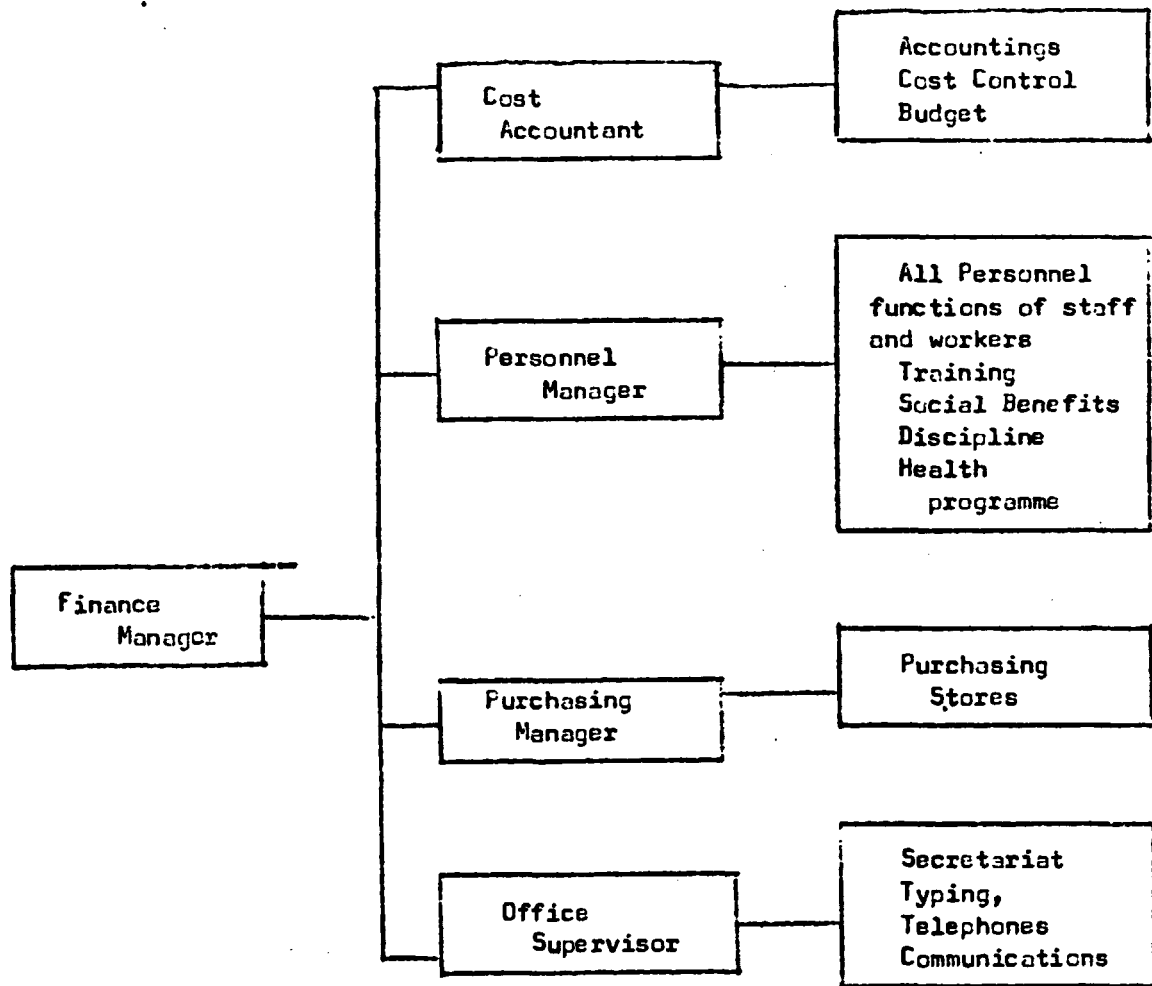 Cost
Accountant
Accountings
Cost Control
Budget
Personnel
Manager
All Personnel
functions of staff
and workers
Training
Social Benefits
Discipline
Health
programme
Finance
Manager
Purchasing
Manager
Purchasing
Stores
Office
Supervisor
Secretariat
Typing,
Telephones
Communications